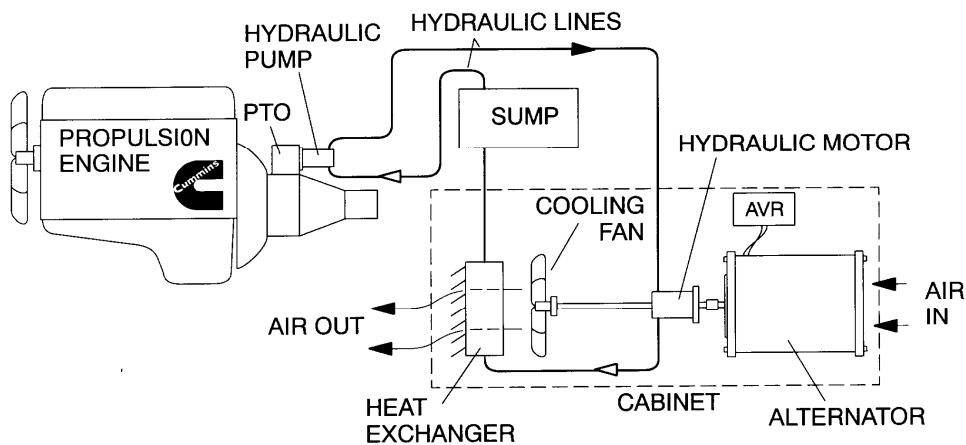 HYDRAULIC LINES
HYDRAULIC
PUMP
PTO
SUMP
PROPULSION
ENGINE
Cummins
HYDRAULIC MOTOR
COOLING
FAN
AVR
AIR OUT
AIR
IN
HEAT
EXCHANGER
CABINET
ALTERNATOR